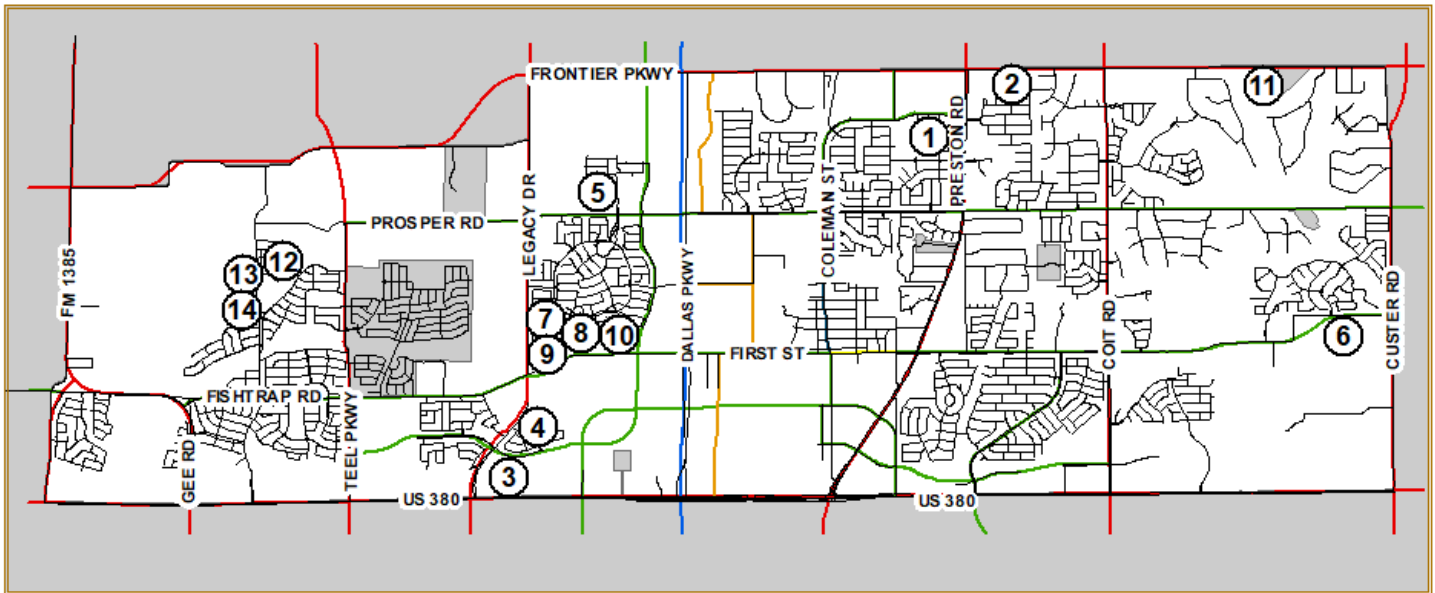 FRONTIER PKWY
2
11
1
PRESTON RD
5
LEGACY DR
PROSPER RD
COLEMAN ST
12
13
14
FM 1385
DALLAS PKWY
7
8
10
9
FIRST ST
COIT RD
6
CUSTER RD
FISHTRAP RD
TEEL PKWY
4
GEE RD
3
US 380
US 380